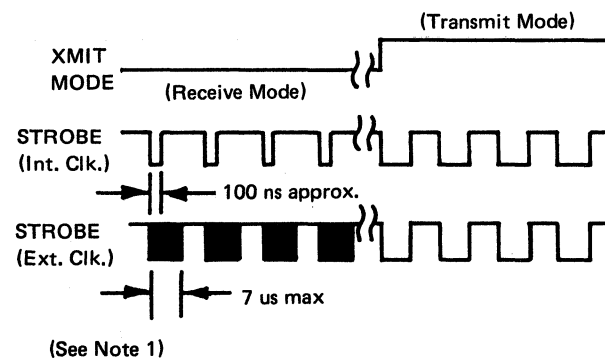 (Transmit Mode)
XMIT
MODE
(Receive Mode)
STROBE
(Int. Clk.)
100 ns approx.
STROBE
(Ext. Clk.)
7 us max
(See Note 1)